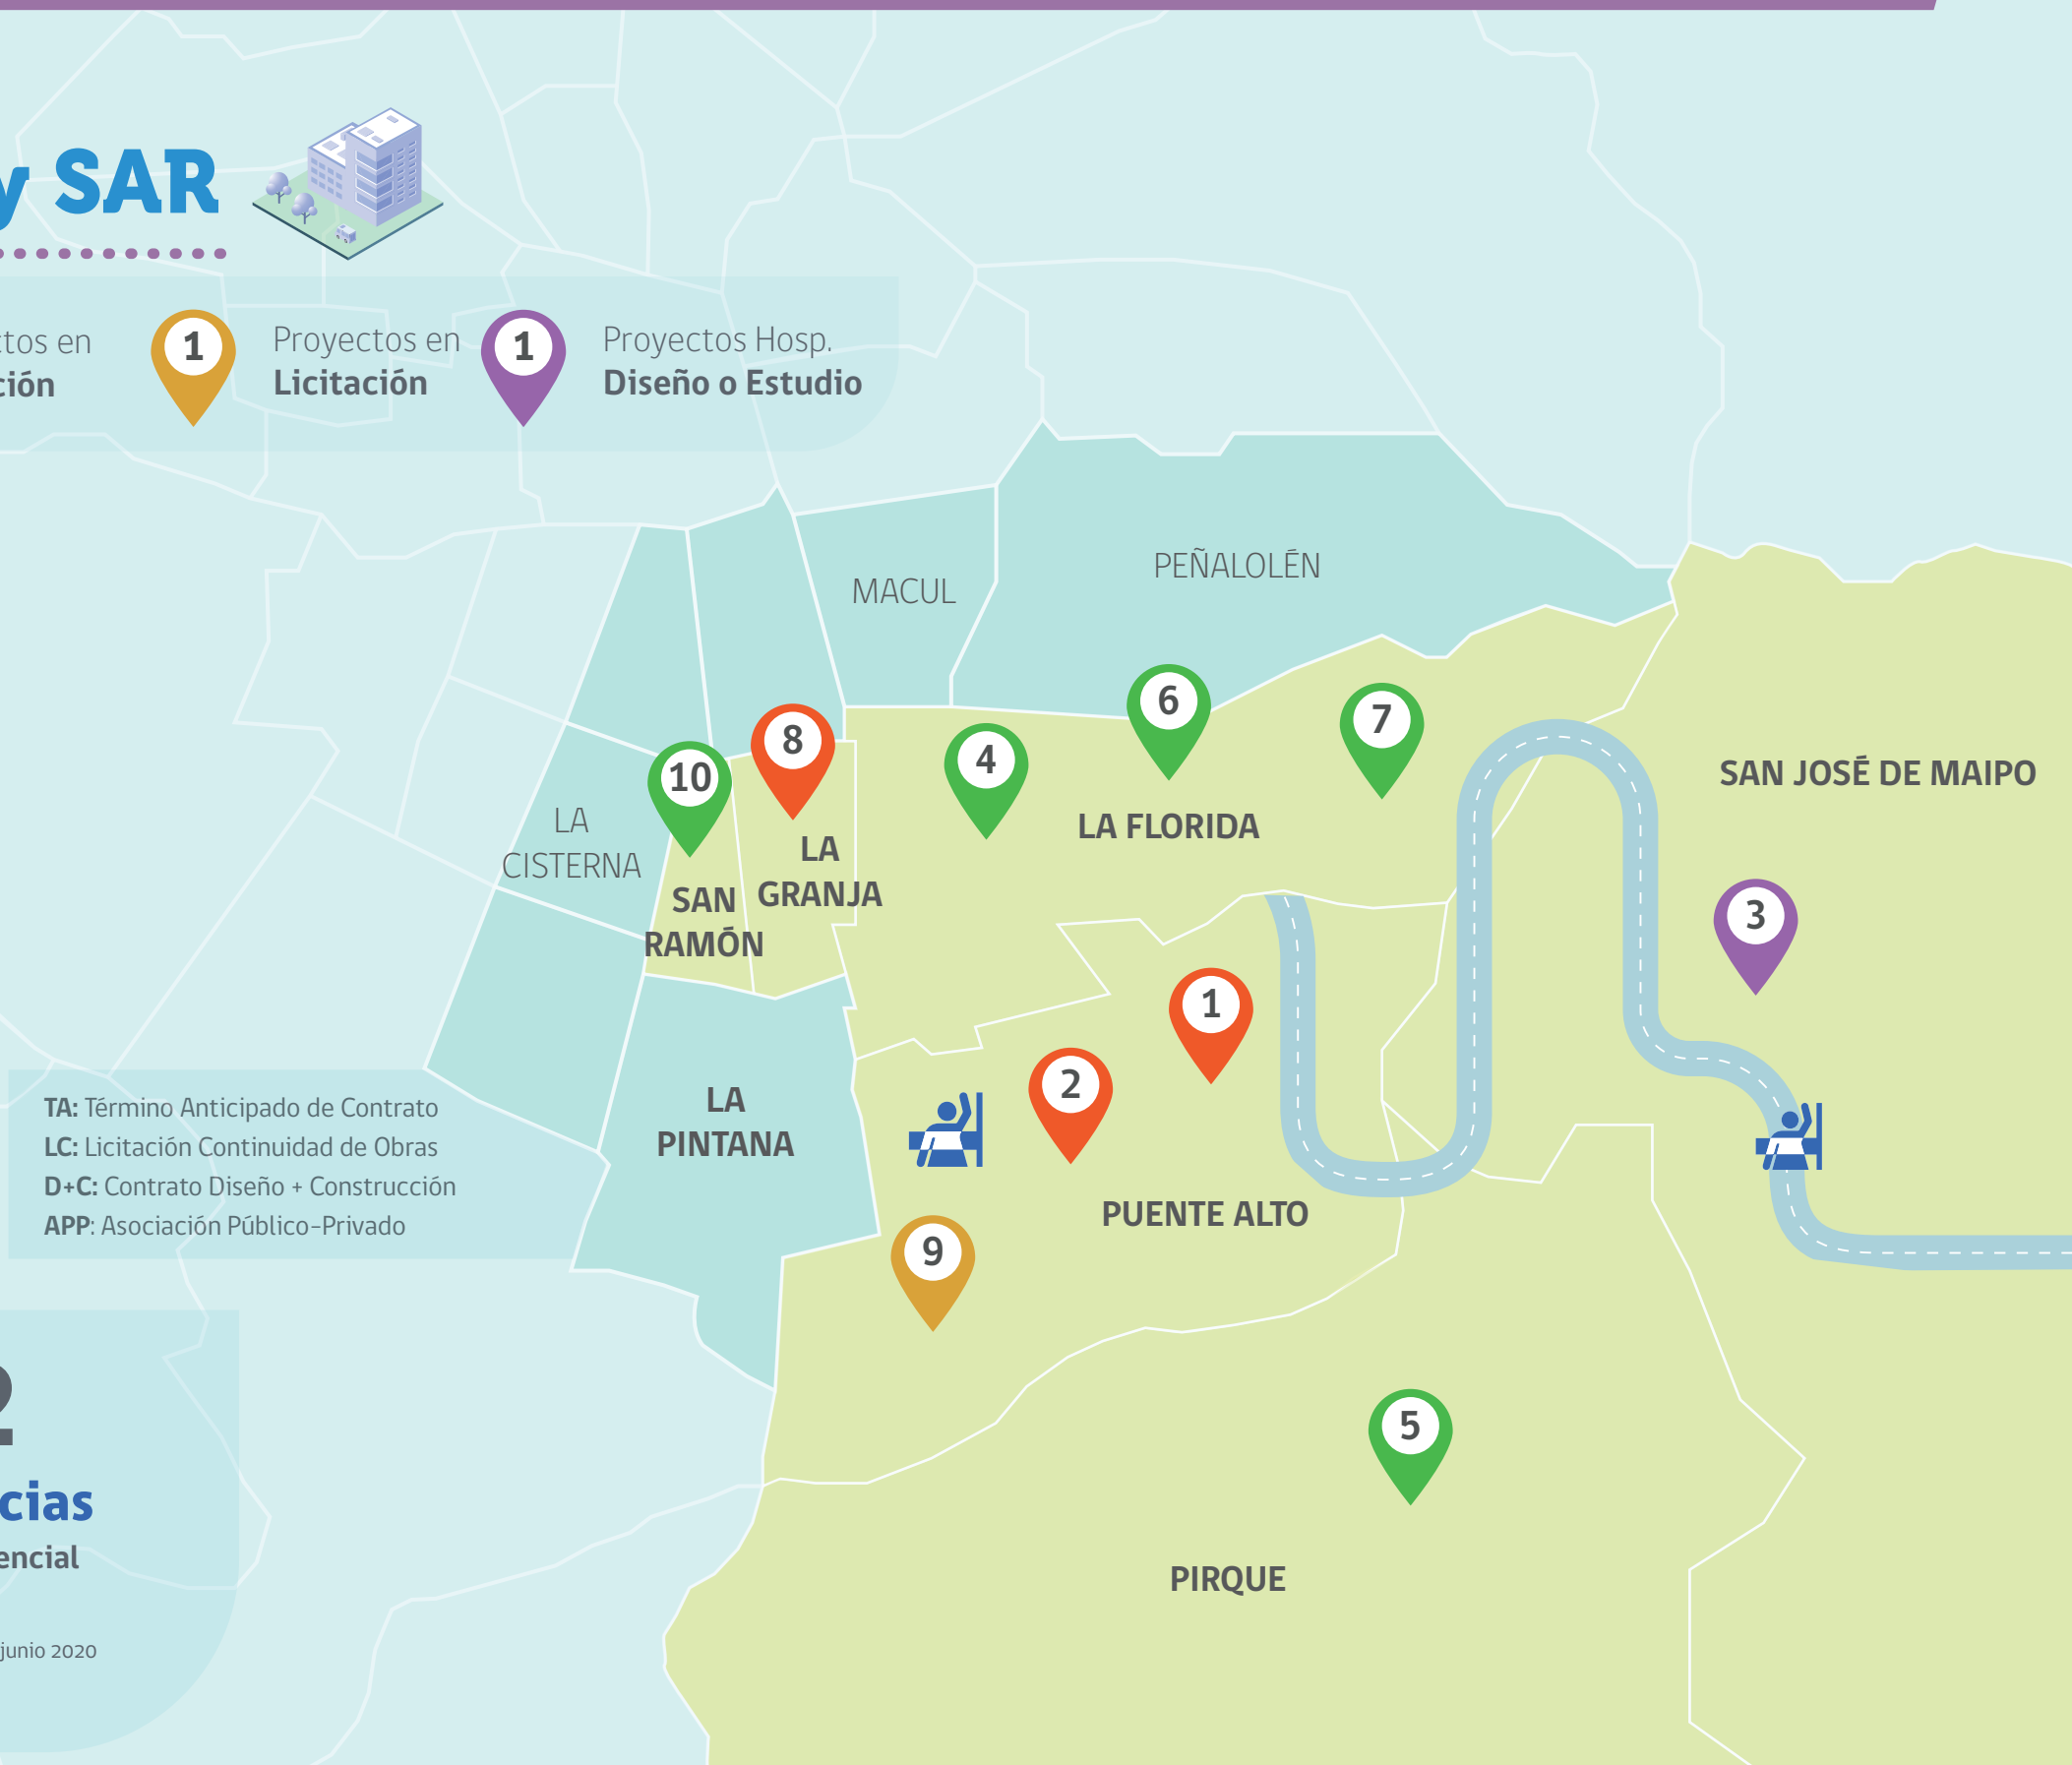 y SAR
ctos en
ción
1
Proyectos en
Licitación
1
Proyectos Hosp.
Diseño o Estudio
PEÑALOLÉN
MACUL
6
7
8
4
10
SAN JOSÉ DE MAIPO
LA
CISTERNA
LA FLORIDA
LA
GRANJA
SAN
RAMÓN
3
1
2
LA
PINTANA
TA: Término Anticipado de Contrato
LC: Licitación Continuidad de Obras
D+C: Contrato Diseño + Construcción
APP: Asociación Público-Privado
PUENTE ALTO
9
5
2
cias
encial
PIRQUE
junio 2020